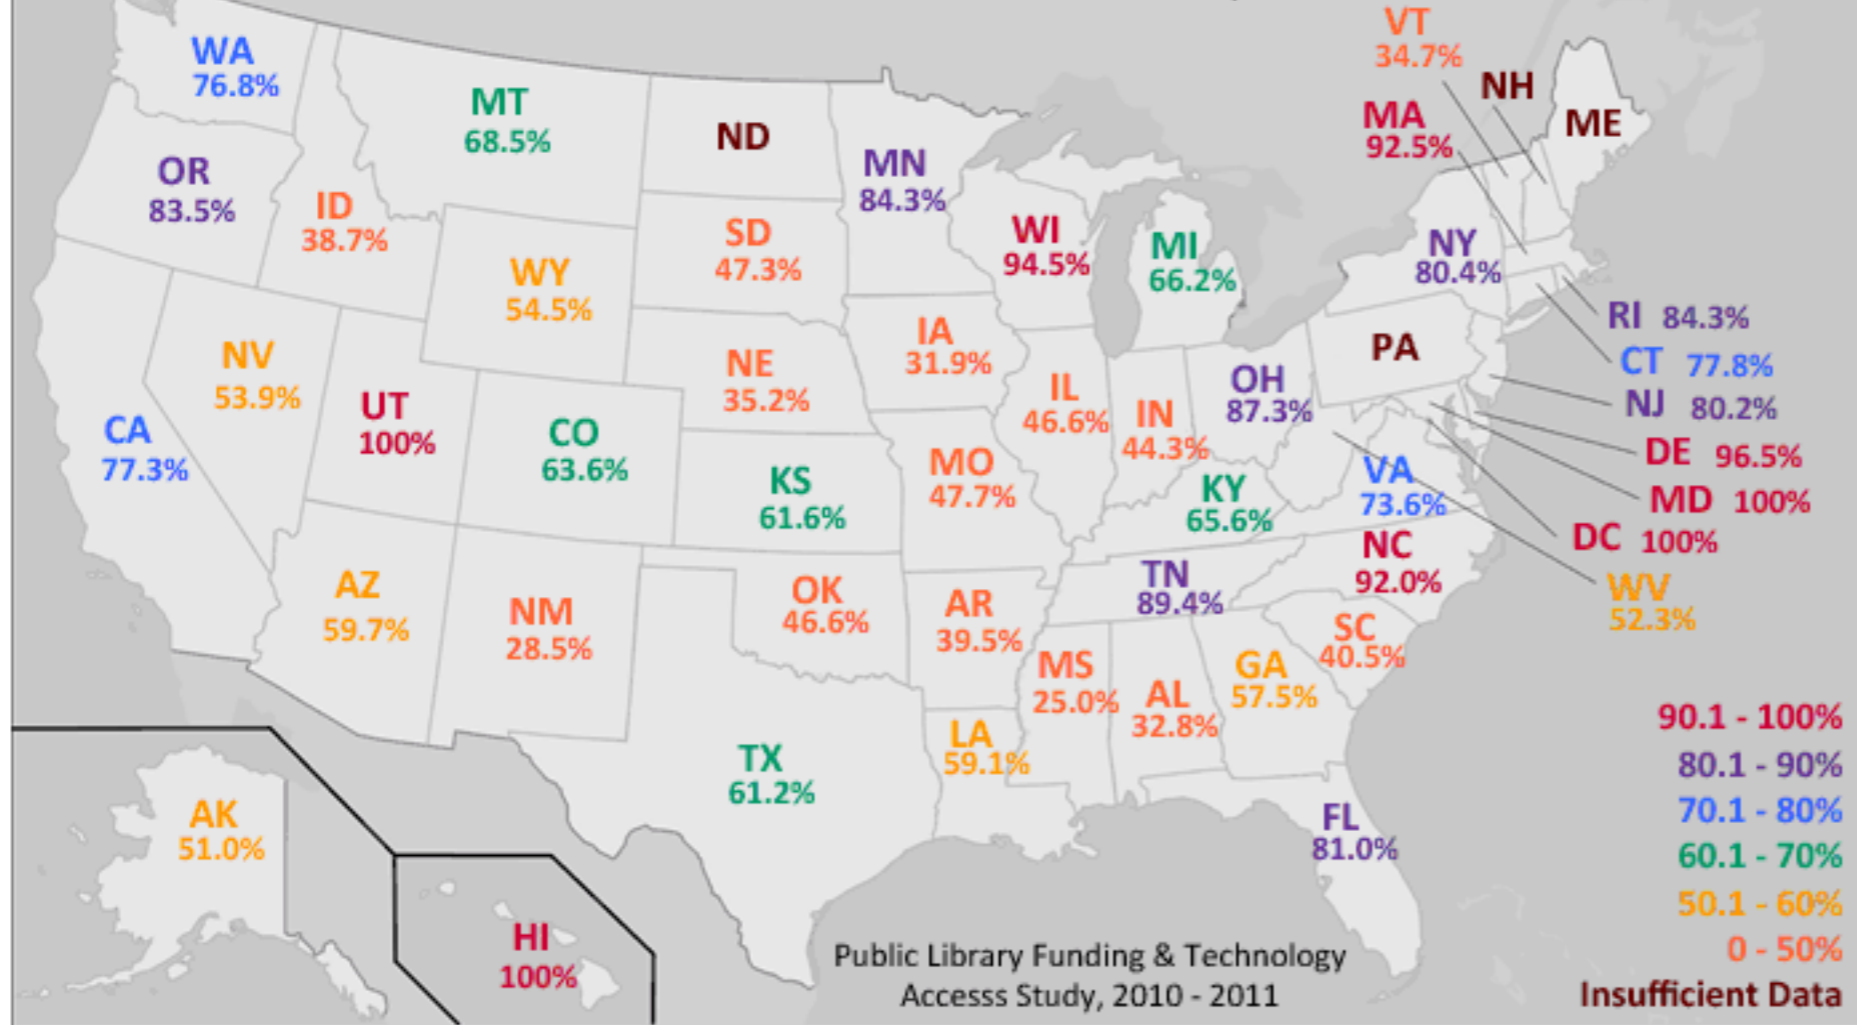 VT
34.7%
WA
76.8%
NH
MT
68.5%
MA
92.5%
ME
ND
OR
83.5%
MN
84.3%
ID
38.7%
SD
47.3%
WI
94.5%
MI
66.2%
NY
80.4%
WY
54.5%
RI 84.3%
NV
53.9%
IA
31.9%
PA
CT 77.8%
NE
35.2%
IL
46.6%
OH
87.3%
NJ 80.2%
UT
100%
IN
44.3%
CA
77.3%
CO
63.6%
DE 96.5%
MO
47.7%
KS
61.6%
KY
65.6%
VA
73.6%
MD 100%
DC 100%
NC
92.0%
AZ
59.7%
NM
28.5%
OK
46.6%
AR
39.5%
TN
89.4%
WV
52.3%
SC
40.5%
MS
25.0%
AL
32.8%
GA
57.5%
LA
59.1%
TX
61.2%
AK
51.0%
FL
81.0%
HI
100%
90.1 - 100%
80.1 - 90%
70.1 - 80%
60.1 - 70%
50.1 - 60%
0 - 50%
Insufficient Data
Public Library Funding & Technology
Accesss Study, 2010 - 2011